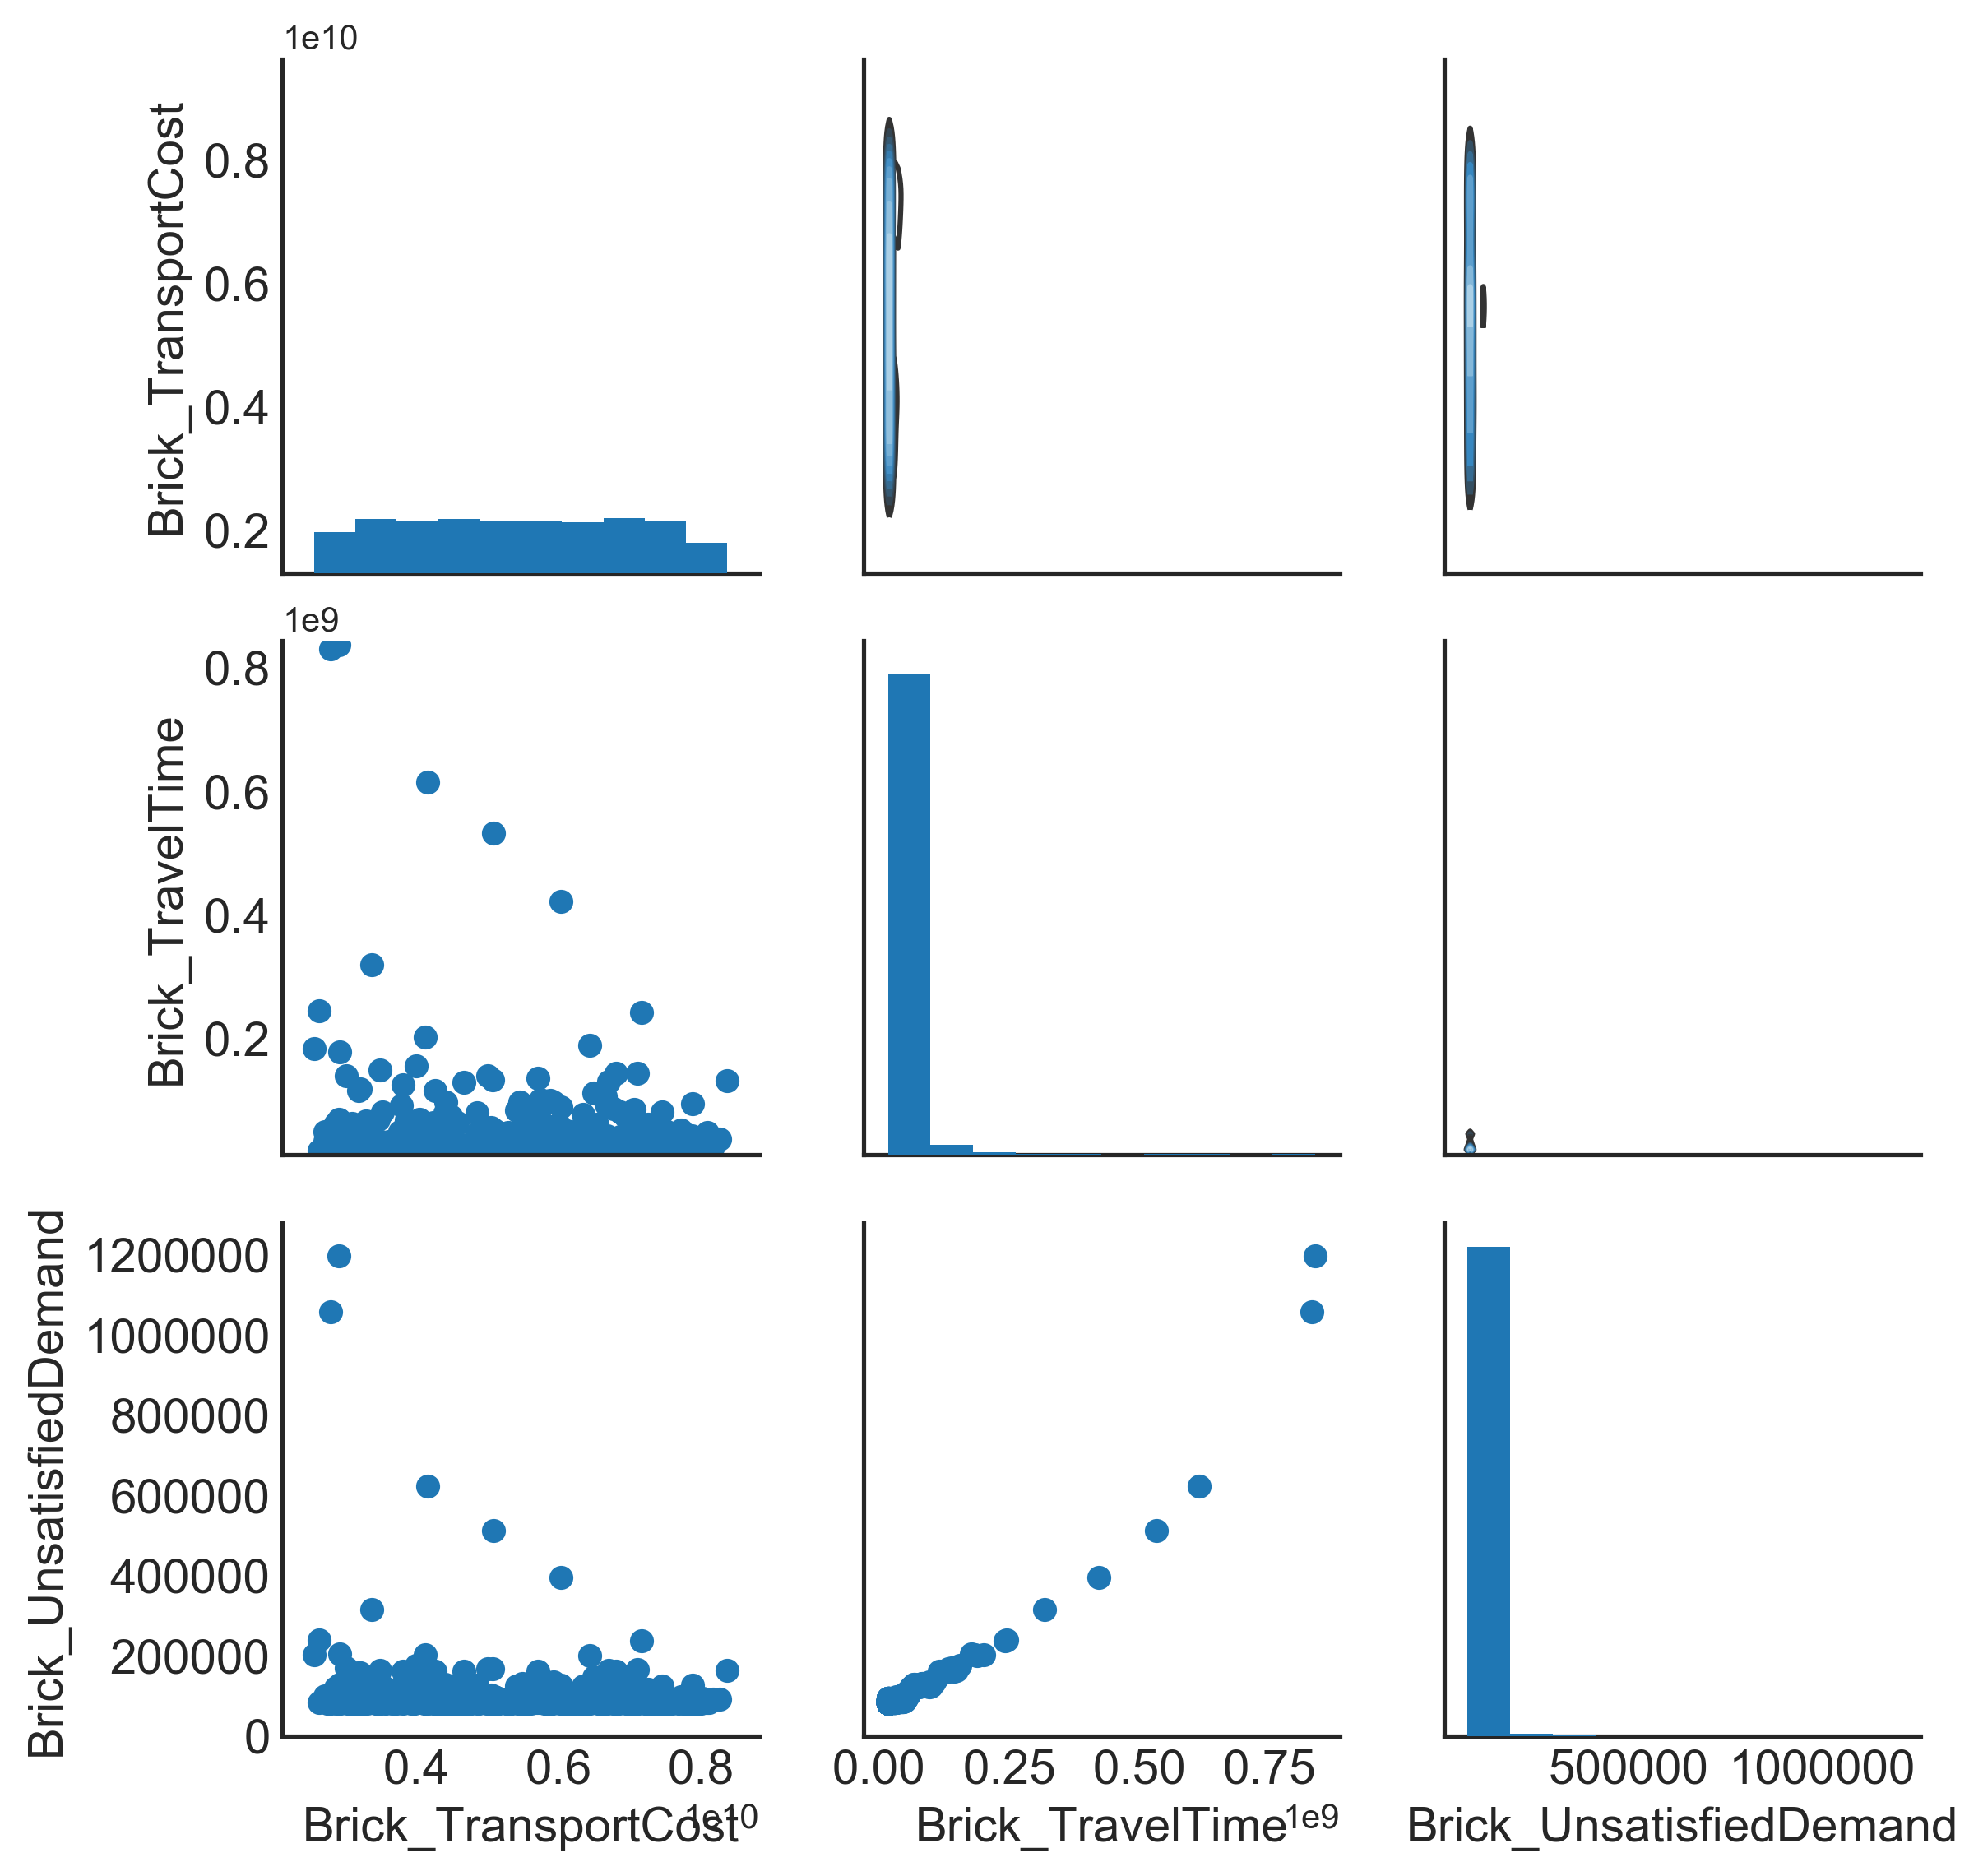 1e10
Brick_TransportCost
0.8
0.6
0.4
0.2
1e9
Brick_TravelTime
0.8
0.6
0.4
0.2
Brick_UnsatisfiedDemand
1200000
1000000
800000
600000
400000
200000
0
0.4 0.6 0.8
0.00 0.25 0.50 0.75
500000 1000000
Brick_TransportCost 1e10
Brick_TravelTime 1e9
Brick_UnsatisfiedDemand